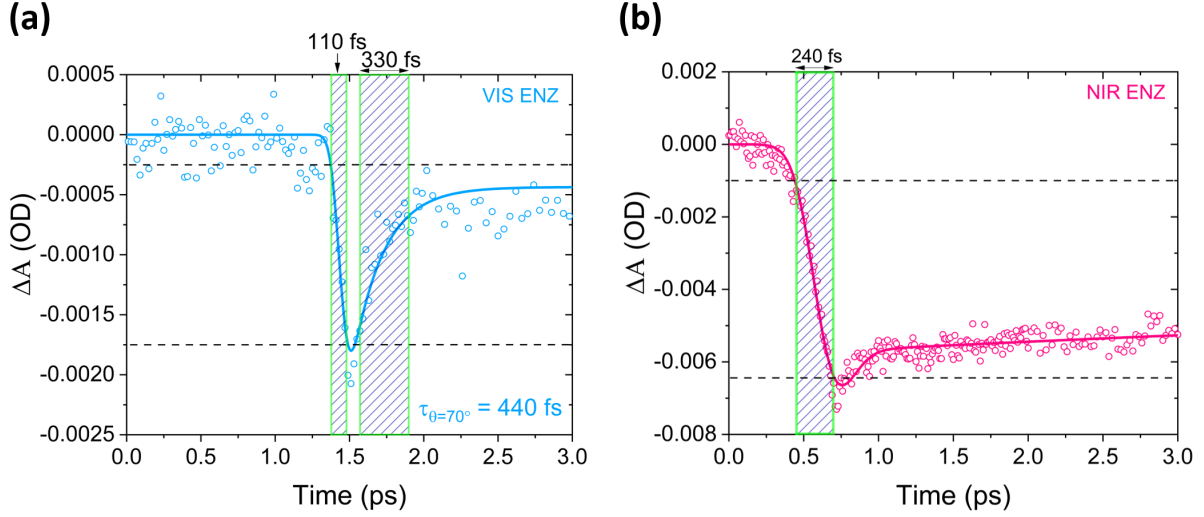 (a)
110 fs
330 fs
VIS ENZ
0.0005
0.0000
-0.0005
-0.0010
-0.0015
-0.0020
-0.0025
ΔA (OD)
τθ=70° = 440 fs
0.0 0.5 1.0 1.5 2.0 2.5 3.0
Time (ps)
(b)
240 fs
NIR ENZ
0.002
0.000
-0.002
-0.004
-0.006
-0.008
ΔA (OD)
0.0 0.5 1.0 1.5 2.0 2.5 3.0
Time (ps)